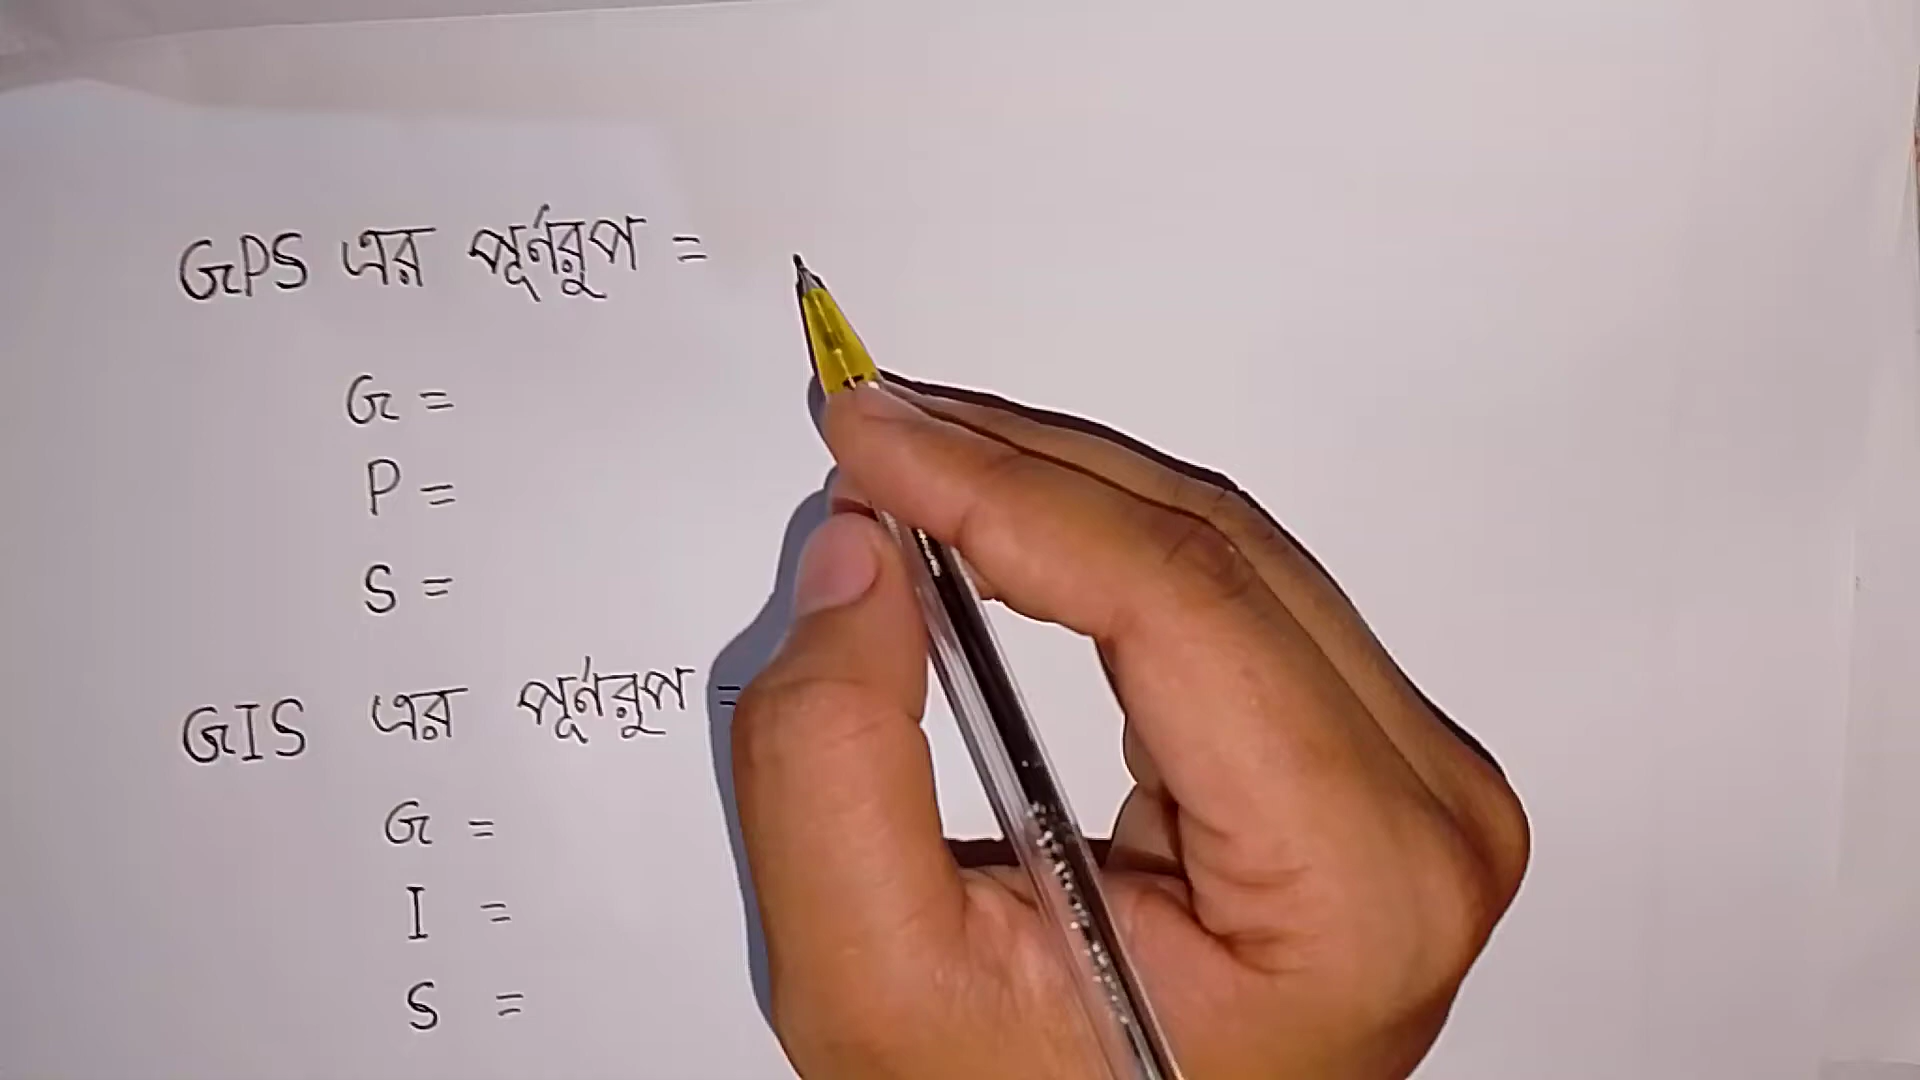 GPS এর পূর্নরুপ =
G =
P =
S =
GIS এর পূর্নরুপ =
G =
I =
S =